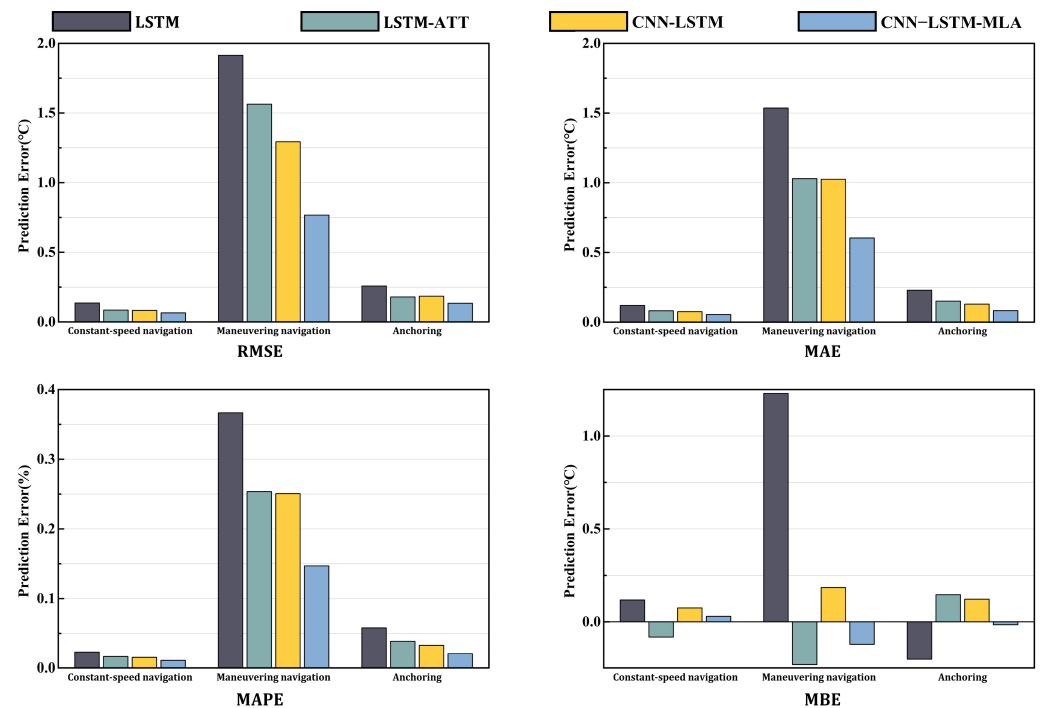 LSTM LSTM-ATT CNN-LSTM CNN−LSTM-MLA
Prediction Error(°C)
2.0
1.5
1.0
0.5
0.0
Constant-speed navigation Maneuvering navigation Anchoring
RMSE
Prediction Error(°C)
2.0
1.5
1.0
0.5
0.0
Constant-speed navigation Maneuvering navigation Anchoring
MAE
Prediction Error(%)
0.4
0.3
0.2
0.1
0.0
Constant-speed navigation Maneuvering navigation Anchoring
MAPE
Prediction Error(°C)
1.0
0.5
0.0
Constant-speed navigation Maneuvering navigation Anchoring
MBE